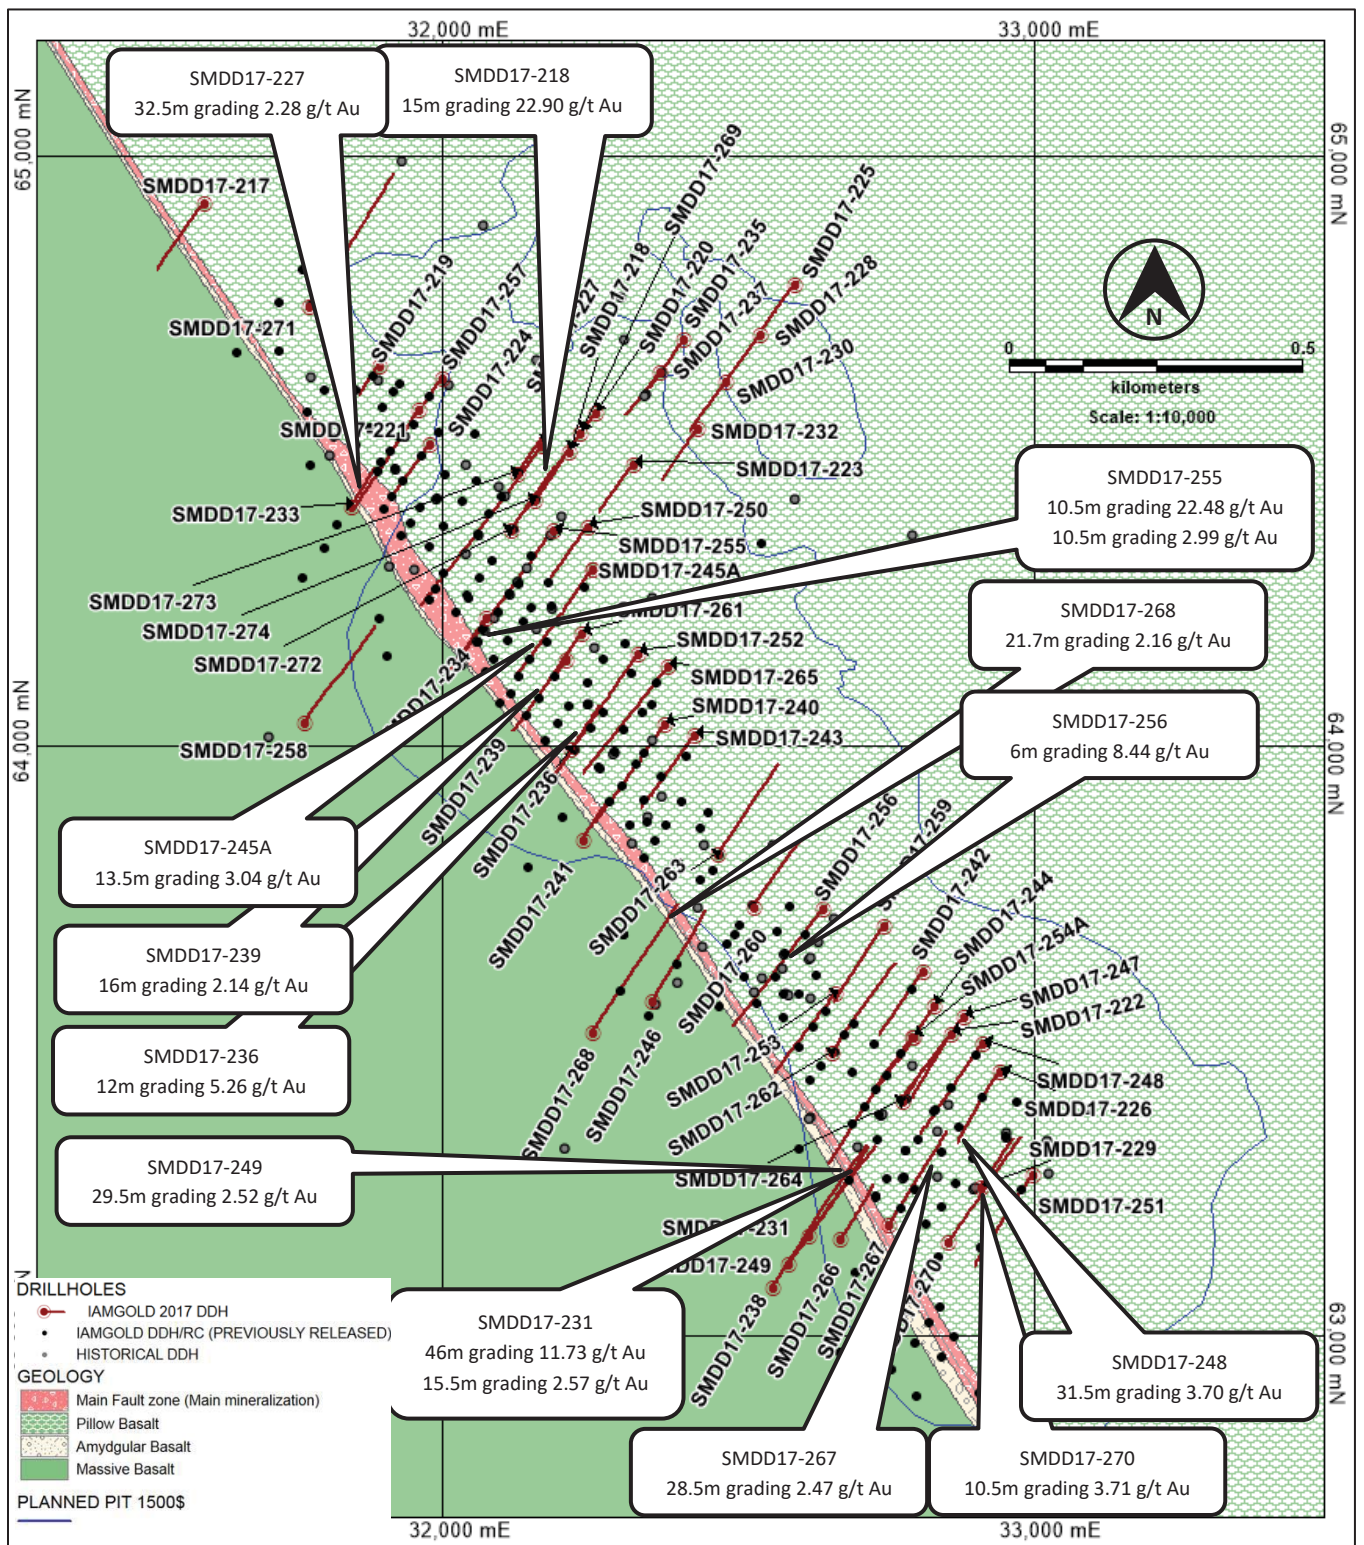 32,000 mE
33,000 mE
65,000 mN
65,000 mN
SMDD17-227
32.5m grading 2.28 g/t Au
SMDD17-218
15m grading 22.90 g/t Au
SMDD17-269
SMDD17-225
SMDD17-217
SMDD17-235
SMDD17-220
SMDD17-218
SMDD17-219
SMDD17-257
SMDD17-228
SMDD17-237
SMDD17-271
SMDD17-224
SMDD17-230
N
0
0.5
kilometers
Scale: 1:10,000
SMDD17-232
SMDD17-223
SMDD17-233
SMDD17-250
SMDD17-255
SMDD17-255
10.5m grading 22.48 g/t Au
10.5m grading 2.99 g/t Au
SMDD17-245A
SMDD17-273
SMDD17-274
SMDD17-272
SMDD17-252
SMDD17-265
SMDD17-240
SMDD17-243
SMDD17-268
21.7m grading 2.16 g/t Au
SMDD17-256
6m grading 8.44 g/t Au
64,000 mN
64,000 mN
SMDD17-258
SMDD17-239
SMDD17-236
SMDD17-241
SMDD17-263
SMDD17-256
SMDD17-242
SMDD17-244
SMDD17-254A
SMDD17-247
SMDD17-222
SMDD17-245A
13.5m grading 3.04 g/t Au
SMDD17-239
16m grading 2.14 g/t Au
SMDD17-236
12m grading 5.26 g/t Au
SMDD17-260
SMDD17-253
SMDD17-262
SMDD17-268
SMDD17-246
SMDD17-248
SMDD17-226
SMDD17-229
SMDD17-251
SMDD17-264
SMDD17-249
29.5m grading 2.52 g/t Au
SMDD17-238
SMDD17-266
SMDD17-267
SMDD17-231
46m grading 11.73 g/t Au
15.5m grading 2.57 g/t Au
SMDD17-248
31.5m grading 3.70 g/t Au
SMDD17-267
28.5m grading 2.47 g/t Au
SMDD17-270
10.5m grading 3.71 g/t Au
63,000 mN
DRILLHOLES
IAMGOLD 2017 DDH
IAMGOLD DDH/RC (PREVIOUSLY RELEASED)
HISTORICAL DDH
GEOLOGY
Main Fault zone (Main mineralization)
Pillow Basalt
Amydgular Basalt
Massive Basalt
PLANNED PIT 1500$
32,000 mE
33,000 mE